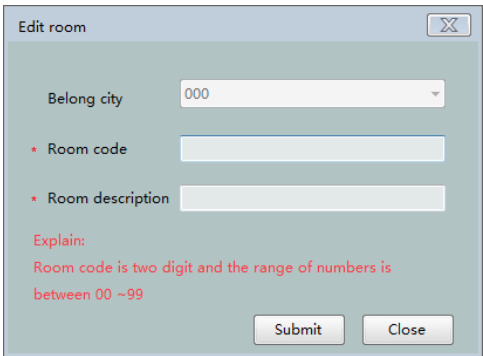 Edit room
Belong city 000
* Room code
* Room description
Explain:
Room code is two digit and the range of numbers is
between 00 ~99
Submit Close